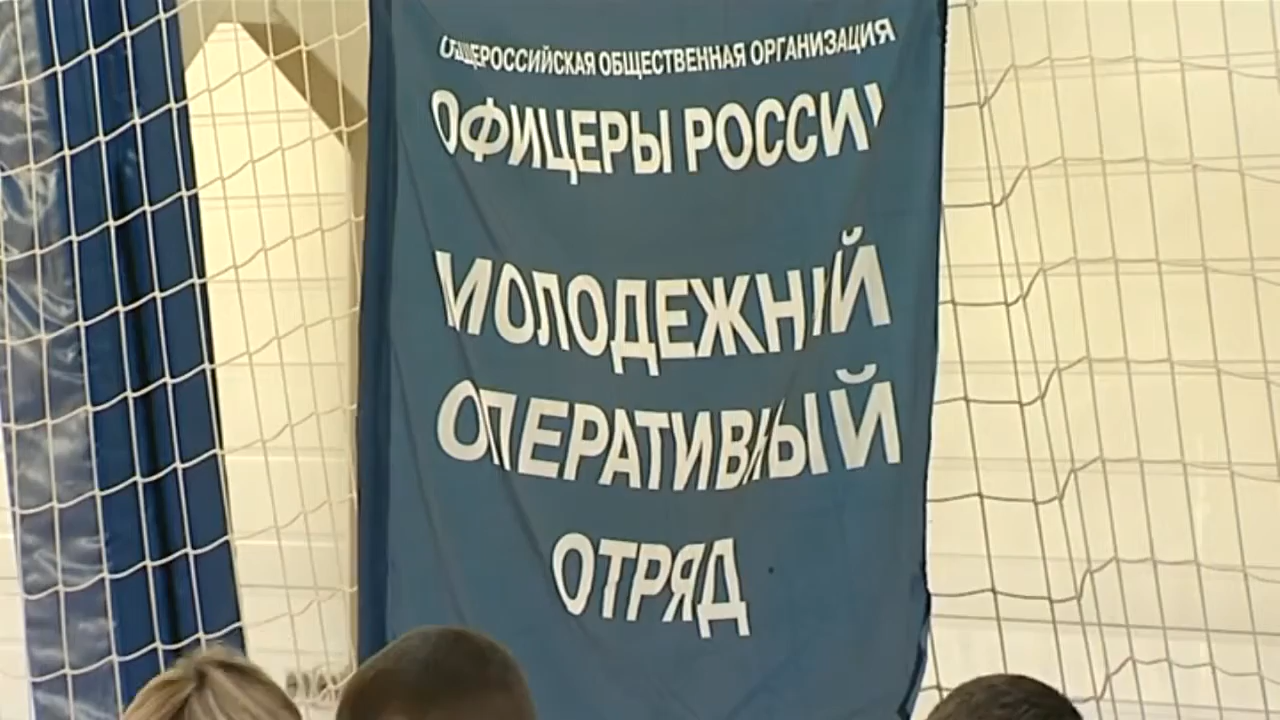 ОБЩЕРОССИЙСКАЯ ОБЩЕСТВЕННАЯ ОРГАНИЗАЦИЯ
ОФИЦЕРЫ РОССИИ
МОЛОДЕЖНЫЙ
ОПЕРАТИВНЫЙ
ОТРЯД